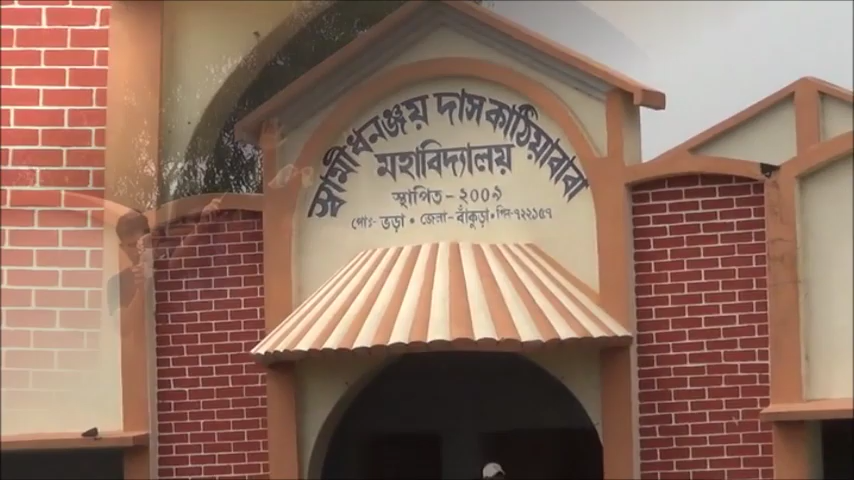 স্বামী ধনঞ্জয় দাস কাঠিয়াবাবা
মহাবিদ্যালয়
স্থাপিত - ২০০৯
পোঃ- ভড়া • জেলা- বাঁকুড়া • পিন-৭২২১৫৭